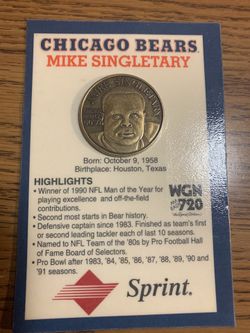 CHICAGO BEARS
MIKE SINGLETARY
MIKE SINGLETARY
Born: October 9, 1958
Birthplace: Houston, Texas
HIGHLIGHTS
• Winner of 1990 NFL Man of the Year for
playing excellence and off-the-field
contributions.
• Second most starts in Bear history.
• Defensive captain since 1983. Finished as team's first
or second leading tackler each of last 10 seasons.
• Named to NFL Team of the '80s by Pro Football Hall
of Fame Board of Selectors.
• Pro Bowl after 1983, '84, '85, '86, '87, '88, '89, '90 and
'91 seasons.
WGN
720
Sprint.